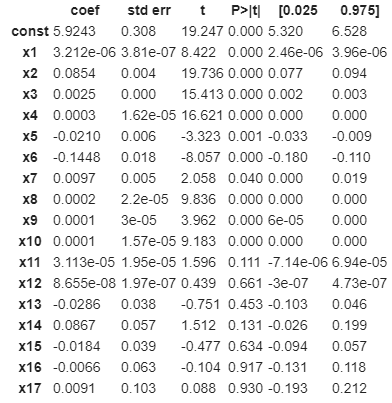 coef std err t P>|t| [0.025 0.975]
const 5.9243 0.308 19.247 0.000 5.320 6.528
x1 3.212e-06 3.81e-07 8.422 0.000 2.46e-06 3.96e-06
x2 0.0854 0.004 19.736 0.000 0.077 0.094
x3 0.0025 0.000 15.413 0.000 0.002 0.003
x4 0.0003 1.62e-05 16.621 0.000 0.000 0.000
x5 -0.0210 0.006 -3.323 0.001 -0.033 -0.009
x6 -0.1448 0.018 -8.057 0.000 -0.180 -0.110
x7 0.0097 0.005 2.058 0.040 0.000 0.019
x8 0.0002 2.2e-05 9.836 0.000 0.000 0.000
x9 0.0001 3e-05 3.962 0.000 6e-05 0.000
x10 0.0001 1.57e-05 9.183 0.000 0.000 0.000
x11 3.113e-05 1.95e-05 1.596 0.111 -7.14e-06 6.94e-05
x12 8.655e-08 1.97e-07 0.439 0.661 -3e-07 4.73e-07
x13 -0.0286 0.038 -0.751 0.453 -0.103 0.046
x14 0.0867 0.057 1.512 0.131 -0.026 0.199
x15 -0.0184 0.039 -0.477 0.634 -0.094 0.057
x16 -0.0066 0.063 -0.104 0.917 -0.131 0.118
x17 0.0091 0.103 0.088 0.930 -0.193 0.212